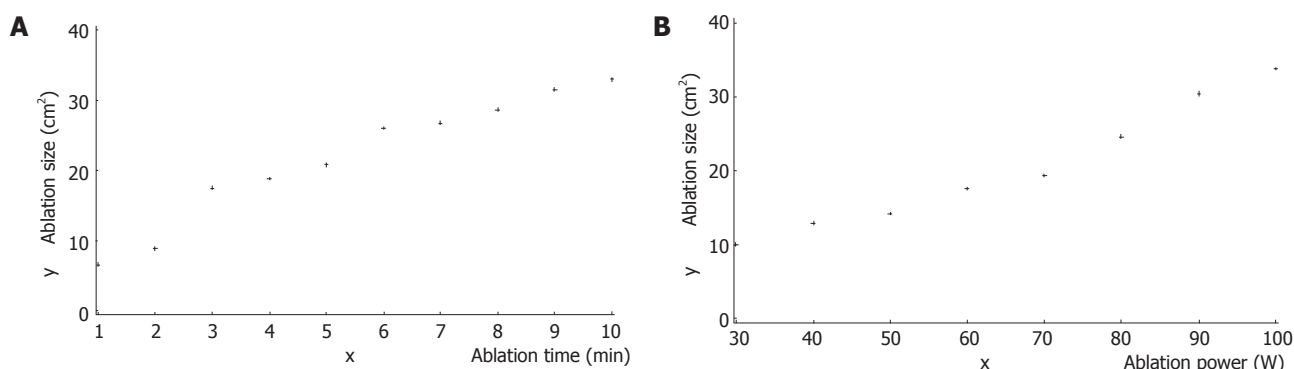 A
40
30
20
10
0
y Ablation size (cm²)
1 2 3 4 5 6 7 8 9 10
x Ablation time (min)
B
40
30
20
10
0
y Ablation size (cm²)
30 40 50 60 70 80 90 100
x Ablation power (W)